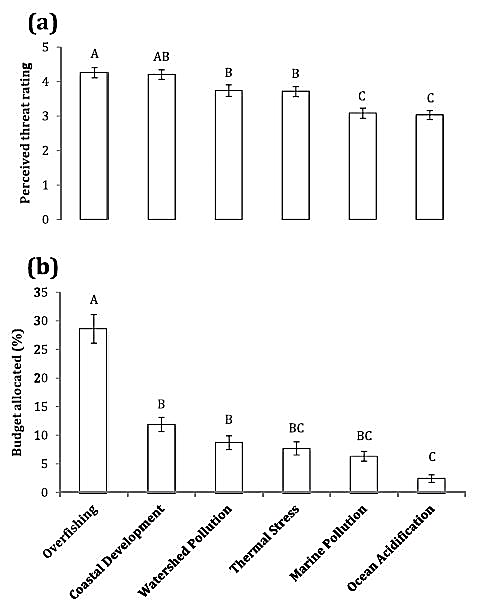 (a)
Perceived threat rating
5
4
3
2
1
0
A
AB
B
B
C
C
(b)
Budget allocated (%)
35
30
25
20
15
10
5
0
A
B
B
BC
BC
C
Overfishing
Coastal Development
Watershed Pollution
Thermal Stress
Marine Pollution
Ocean Acidification